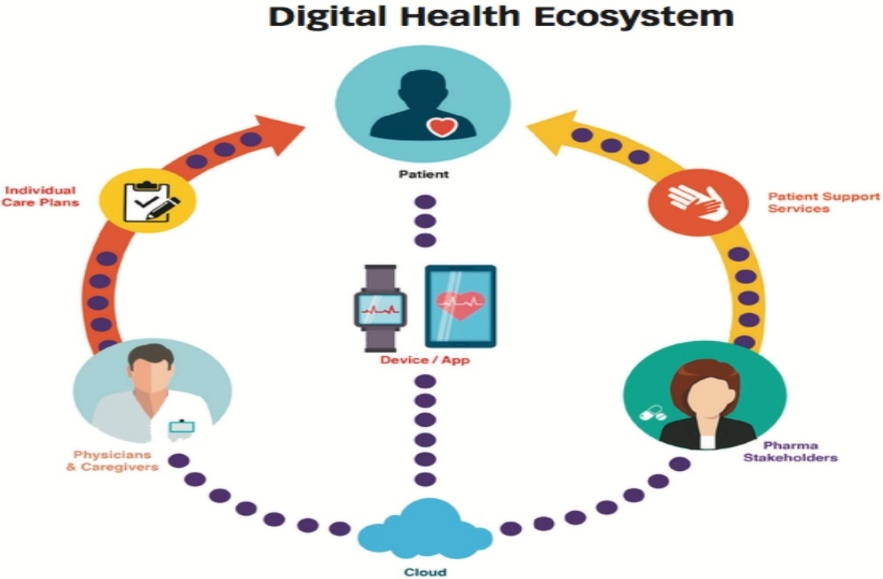 Digital Health Ecosystem
Patient
Individual
Care Plans
Patient Support
Services
Device / App
Physicians
& Caregivers
Pharma
Stakeholders
Cloud